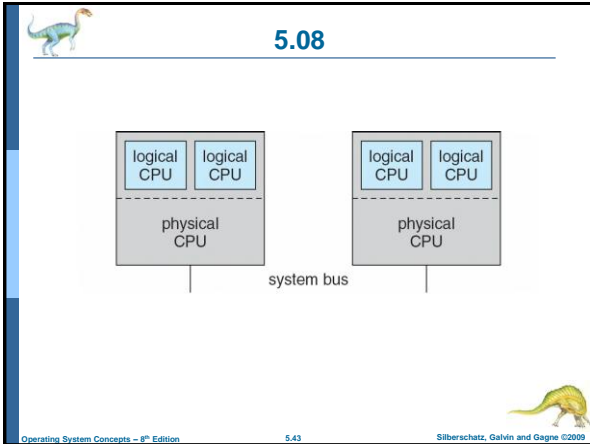 5.08
logical CPU
logical CPU
physical CPU
logical CPU
logical CPU
physical CPU
system bus
Operating System Concepts – 8th Edition
5.43
Silberschatz, Galvin and Gagne ©2009